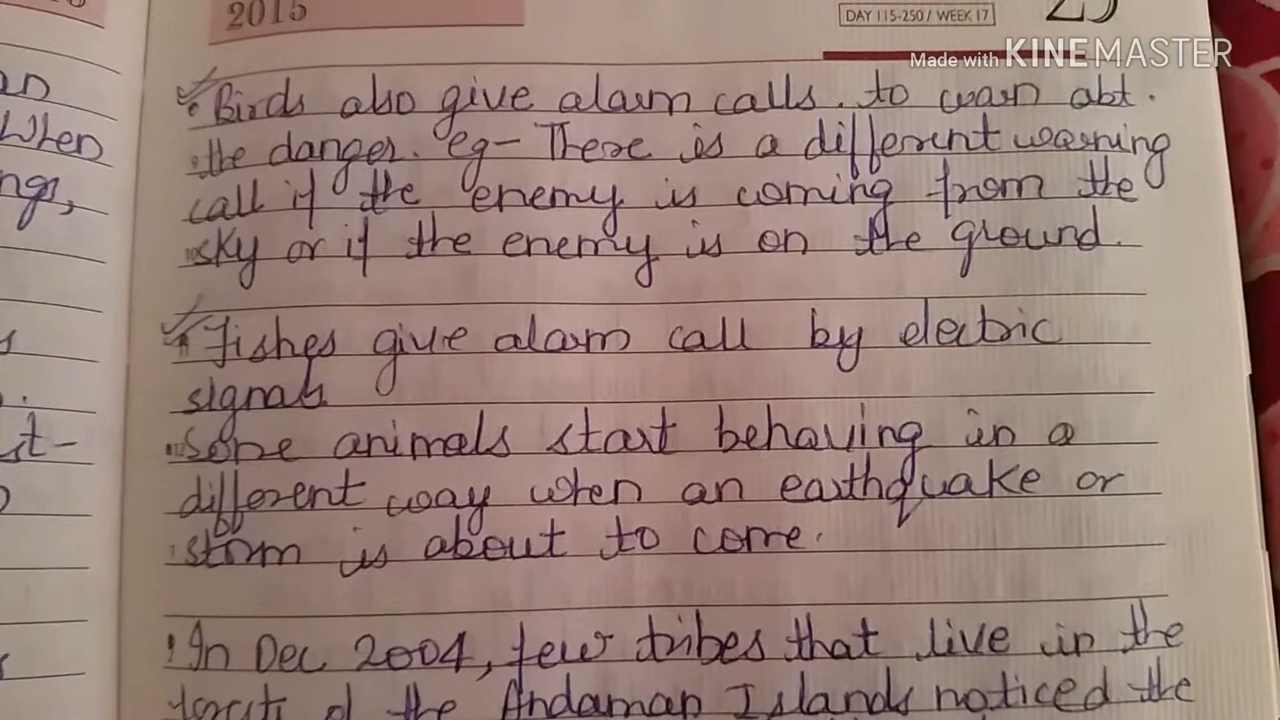 2015
DAY 115-250 / WEEK 17
25
Made with KINEMASTER
Birds also give alarm calls. to warn abt.
the danger. eg- There is a different warning
call if the enemy is coming from the
sky or if the enemy is on the ground.
Fishes give alarm call by electric
signals
Some animals start behaving in a
different way when an earthquake or
storm is about to come.
In Dec 2004, few tribes that live in the
of the Andaman Islands noticed the
When